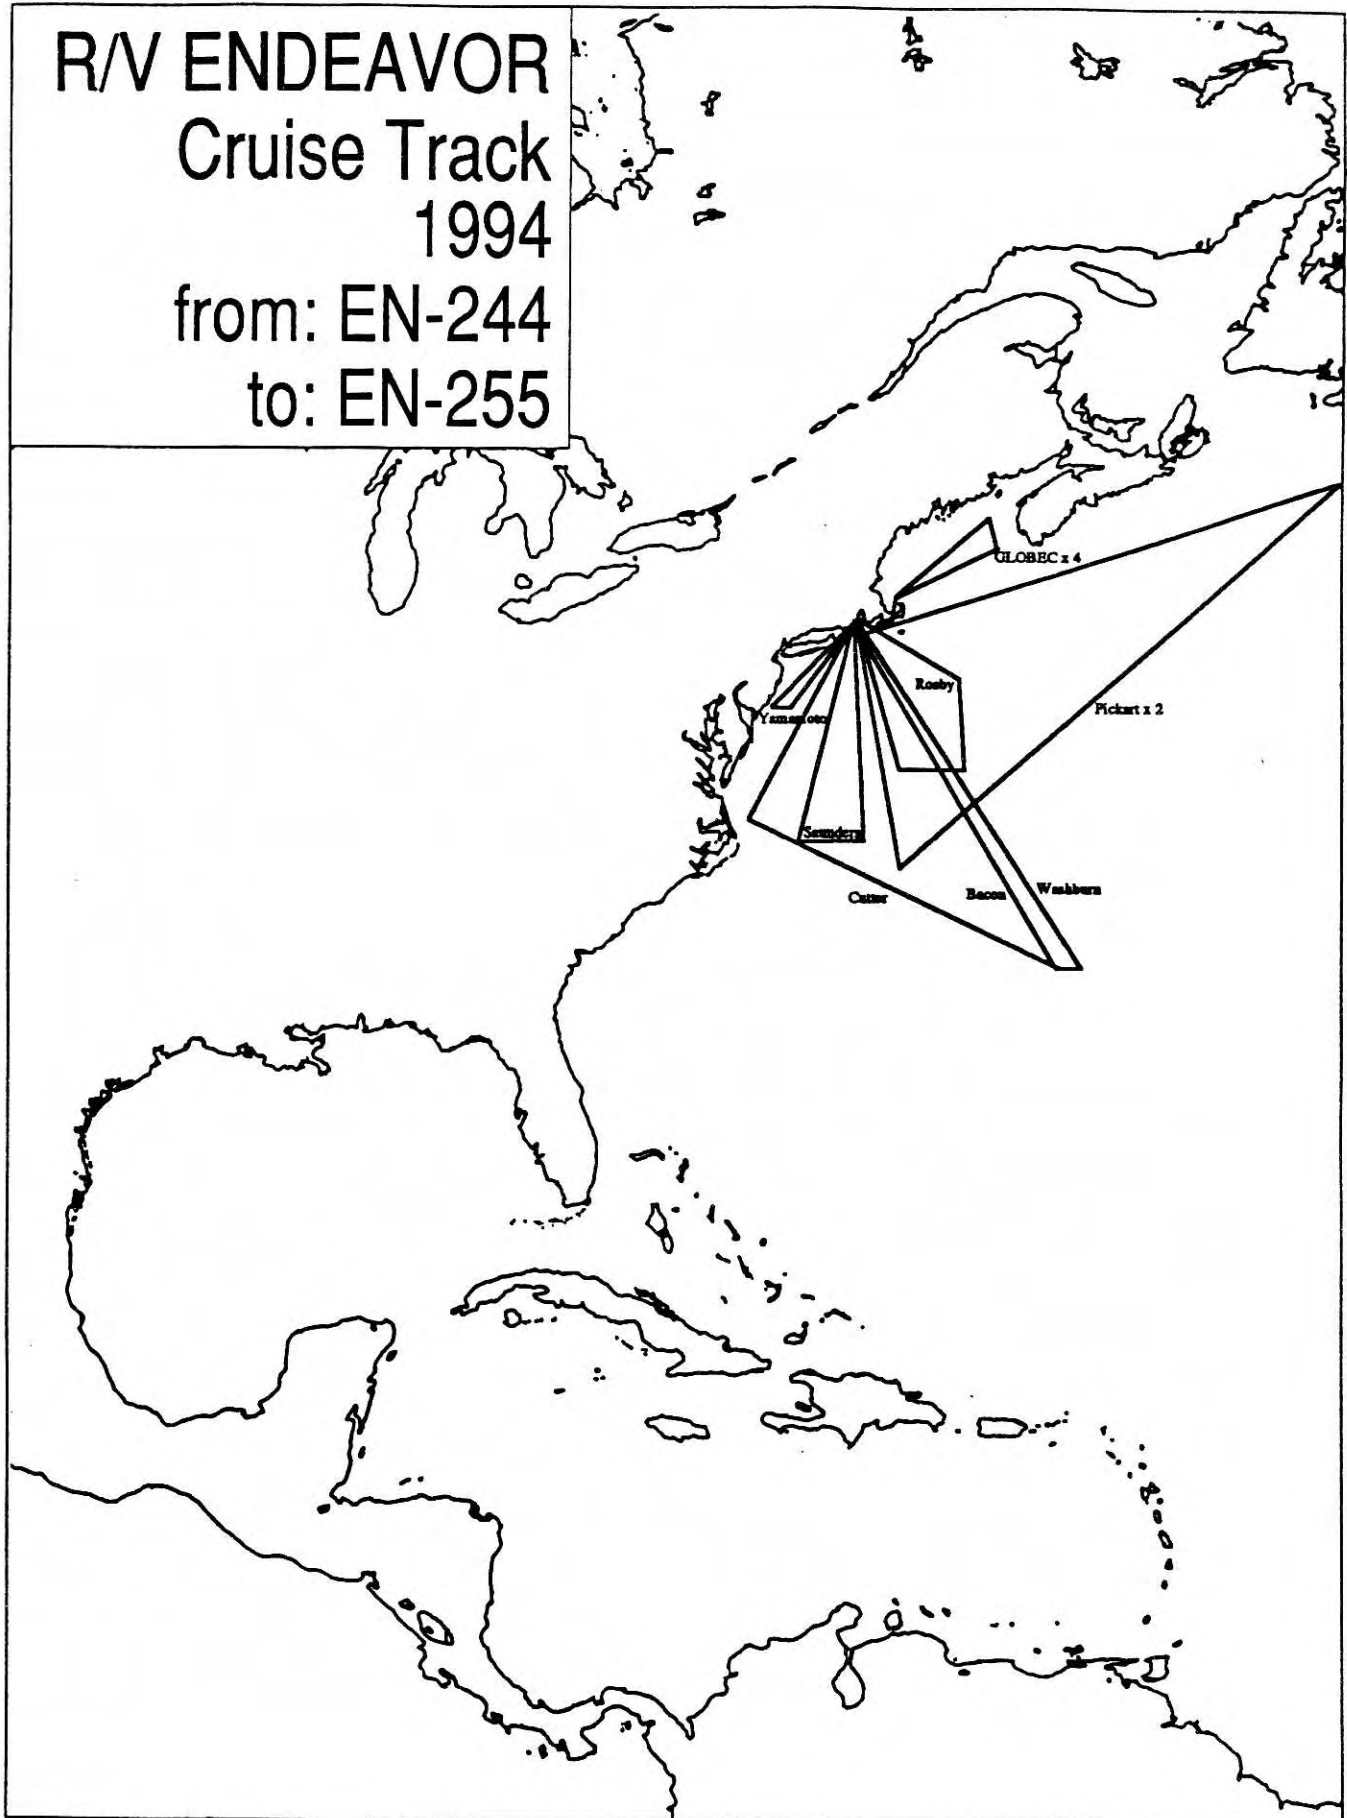 R/V ENDEAVOR
Cruise Track
1994
from: EN-244
to: EN-255
GLOBEC x 4
Rosby
Pickart x 2
Yamamoto
Saunders
Cutter
Bacon
Washburn